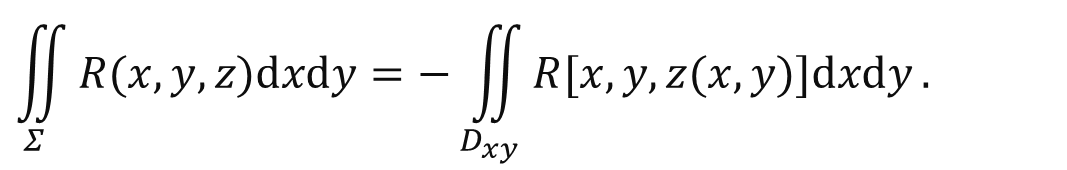 ∬_Σ R(x, y, z)dxdy = − ∬_{D_{xy}} R[x, y, z(x, y)]dxdy .